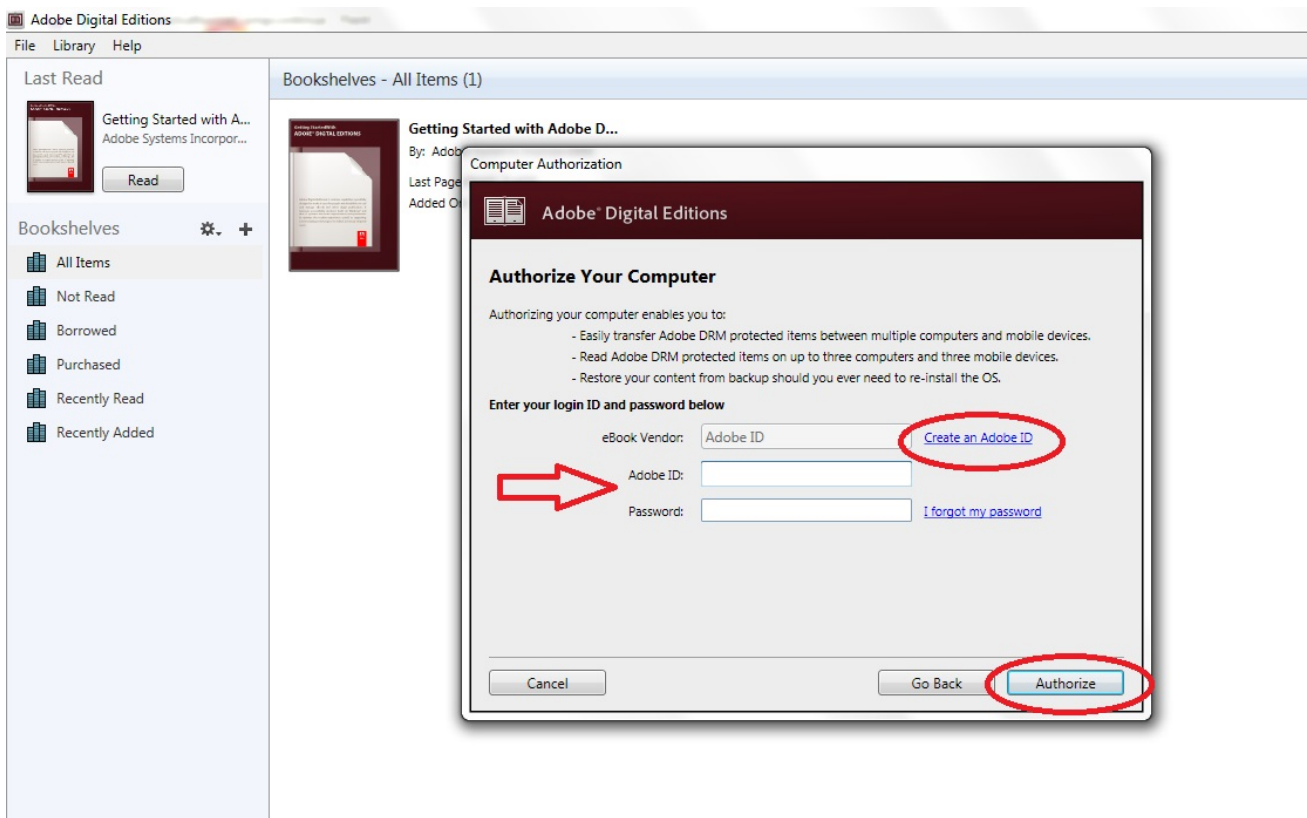 Adobe Digital Editions
File Library Help
Last Read
Getting Started with A...
Adobe Systems Incorpor...
Read
Bookshelves
All Items
Not Read
Borrowed
Purchased
Recently Read
Recently Added
Bookshelves - All Items (1)
ADOBE® DIGITAL EDITIONS
Getting Started with Adobe D...
By: Adob
Last Page
Added O
Computer Authorization
Adobe® Digital Editions
Authorize Your Computer
Authorizing your computer enables you to:
- Easily transfer Adobe DRM protected items between multiple computers and mobile devices.
- Read Adobe DRM protected items on up to three computers and three mobile devices.
- Restore your content from backup should you ever need to re-install the OS.
Enter your login ID and password below
eBook Vendor: Adobe ID Create an Adobe ID
Adobe ID:
Password: I forgot my password
Cancel Go Back Authorize